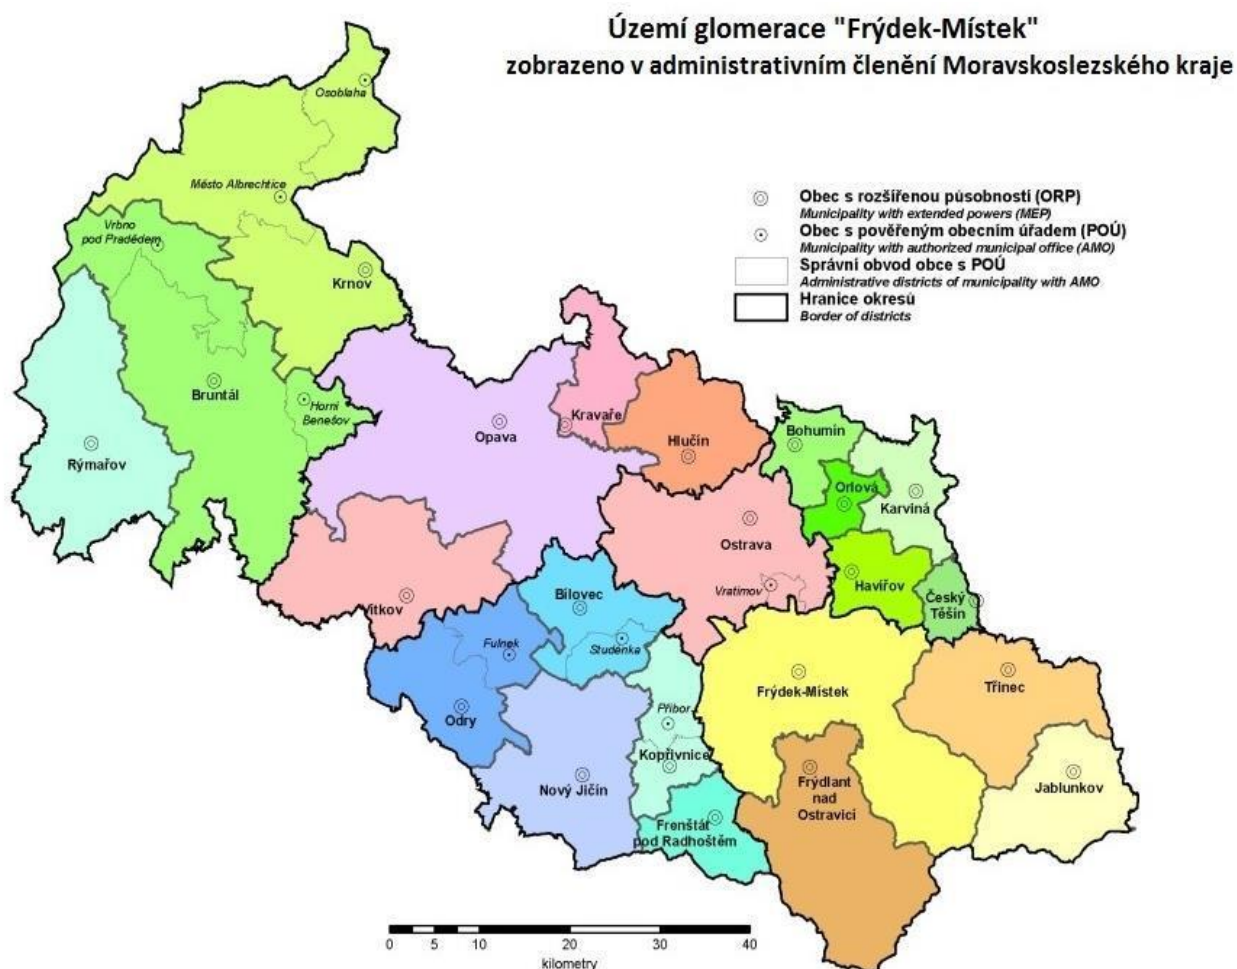 Území glomerace "Frýdek-Místek"
zobrazeno v administrativním členění Moravskoslezského kraje
Osoblaha
Město Albrechtice
Vrbno
pod Pradědem
Krnov
Obec s rozšířenou působností (ORP)
Municipality with extended powers (MEP)
Obec s pověřeným obecním úřadem (POÚ)
Municipality with authorized municipal office (AMO)
Správní obvod obce s POÚ
Administrative districts of municipality with AMO
Hranice okresů
Border of districts
Bruntál
Horní
Benešov
Rýmařov
Opava
Kravaře
Hlučín
Bohumín
Orlová
Karviná
Ostrava
Vratimov
Havířov
Český
Těšín
Vítkov
Bílovec
Studénka
Fulnek
Odry
Frýdek-Místek
Třinec
Příbor
Kopřivnice
Nový Jičín
Frýdlant
nad
Ostravicí
Jablunkov
Frenštát
pod Radhoštěm
0 5 10 20 30 40
kilometry